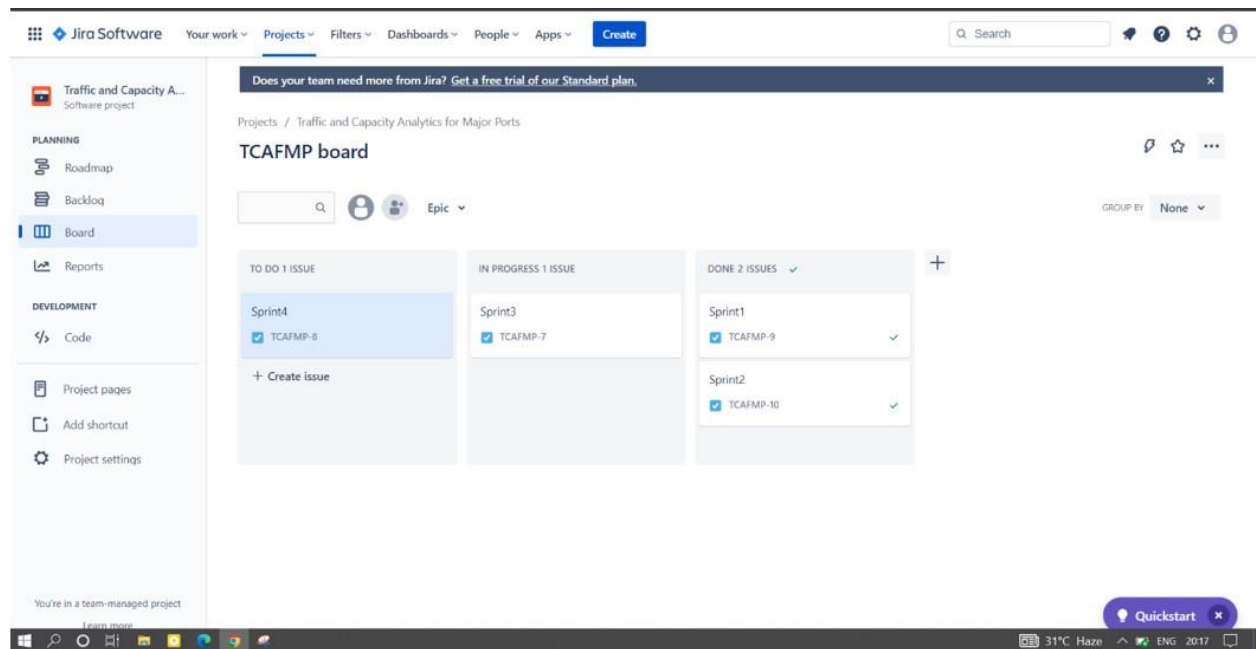 Jira Software Your work Projects Filters Dashboards People Apps Create Search
Does your team need more from Jira? Get a free trial of our Standard plan.
Traffic and Capacity A...
Software project
Projects / Traffic and Capacity Analytics for Major Ports
PLANNING
TCAFMP board
Roadmap
Backlog
Epic
GROUP BY None
Board
Reports
TO DO 1 ISSUE
IN PROGRESS 1 ISSUE
DONE 2 ISSUES
DEVELOPMENT
Code
Sprint4
TCAFMP-8
Sprint3
TCAFMP-7
Sprint1
TCAFMP-9
+ Create issue
Sprint2
TCAFMP-10
Project pages
Add shortcut
Project settings
You're in a team-managed project
Learn more
Quickstart
31°C Haze ENG 20:17